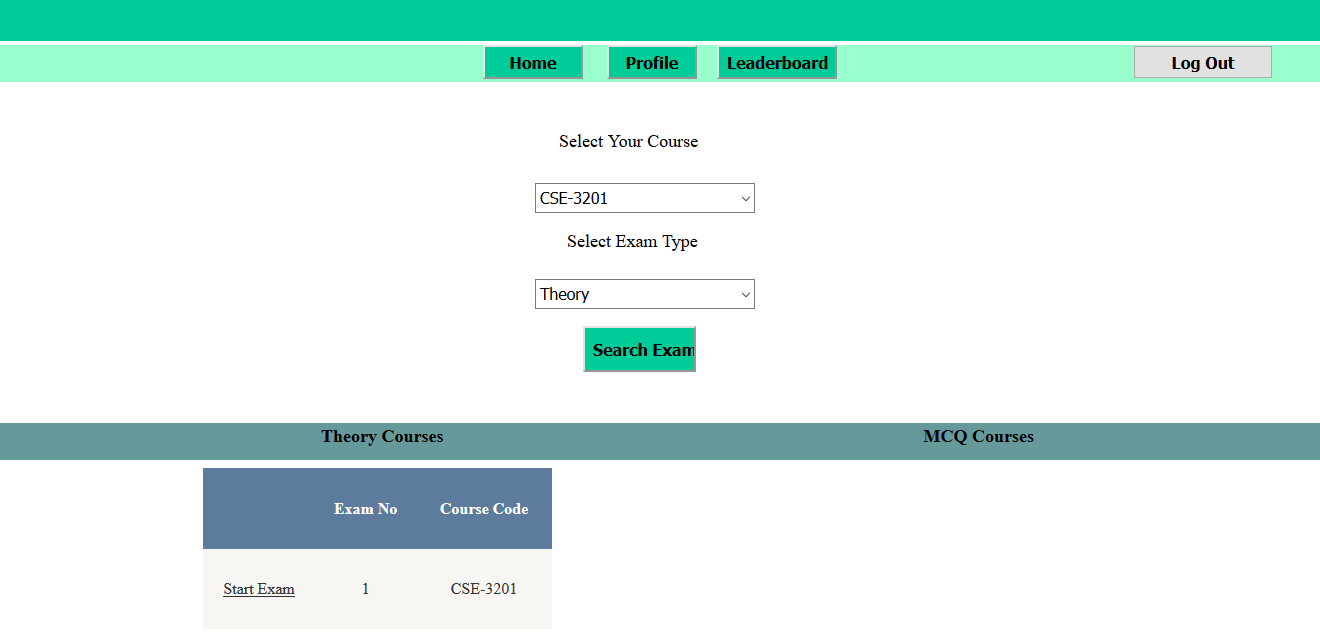 Home Profile Leaderboard Log Out
Select Your Course
CSE-3201
Select Exam Type
Theory
Search Exam
Theory Courses MCQ Courses
Exam No Course Code
Start Exam 1 CSE-3201